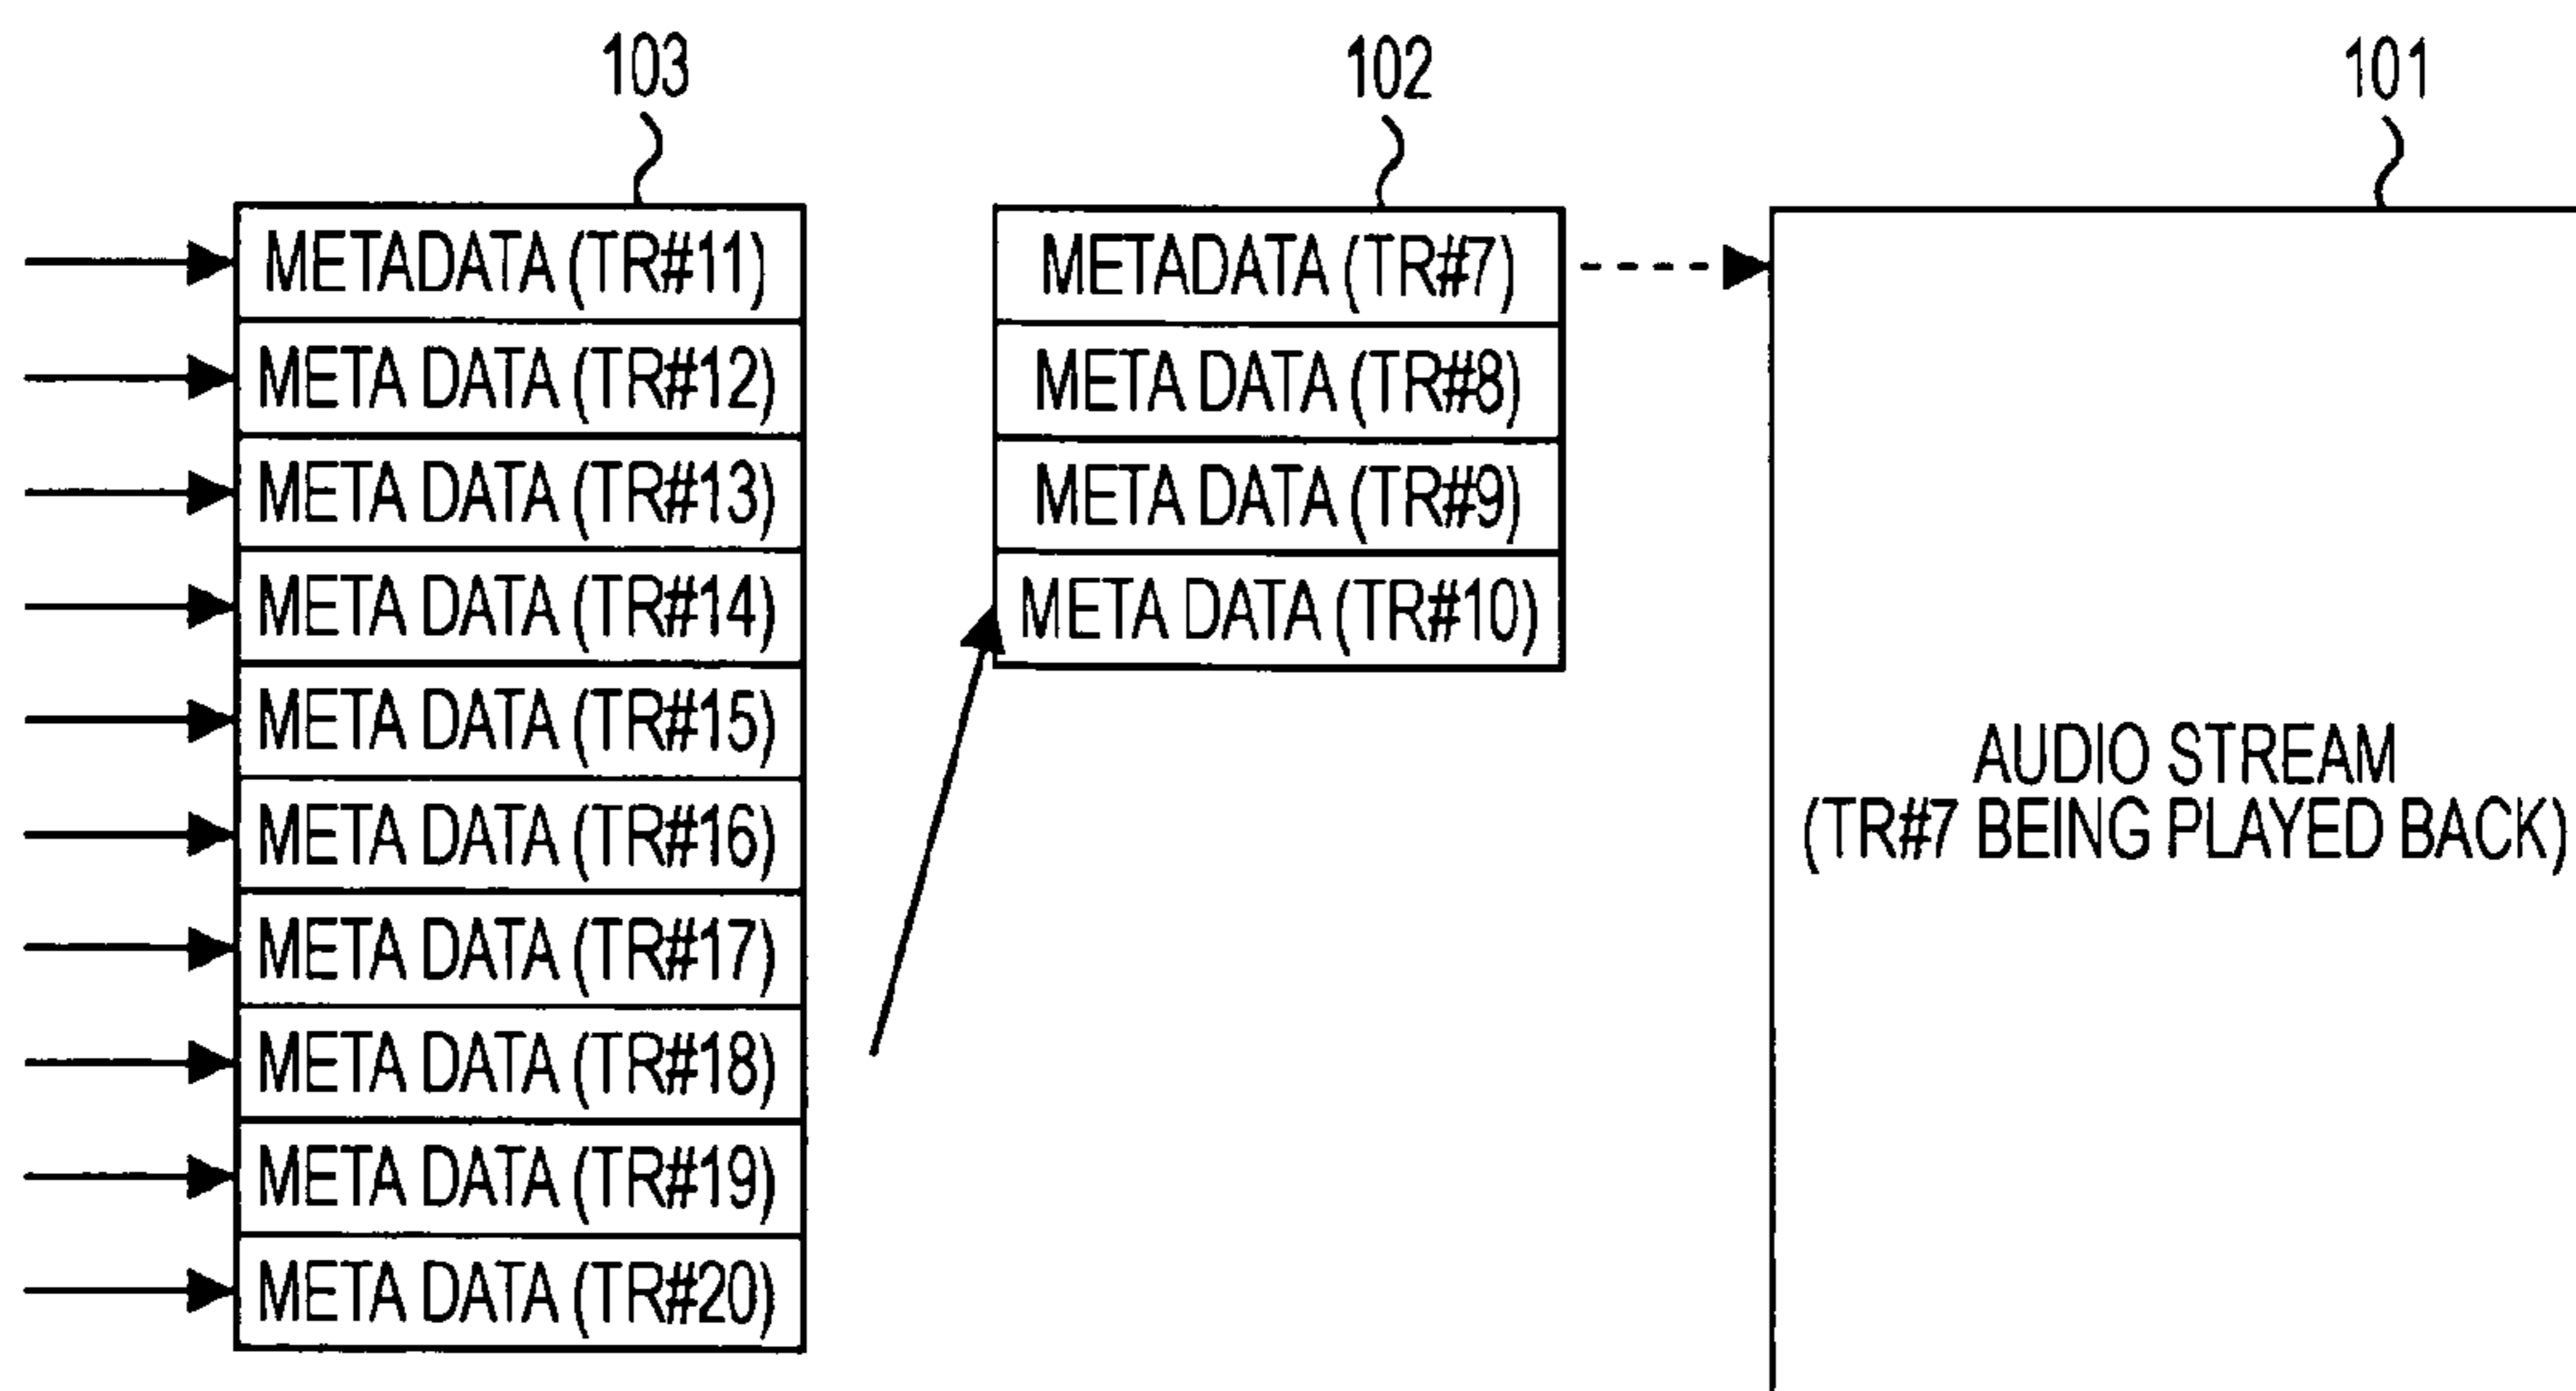 103
METADATA (TR#11)
META DATA (TR#12)
META DATA (TR#13)
META DATA (TR#14)
META DATA (TR#15)
META DATA (TR#16)
META DATA (TR#17)
META DATA (TR#18)
META DATA (TR#19)
META DATA (TR#20)
102
METADATA (TR#7)
META DATA (TR#8)
META DATA (TR#9)
META DATA (TR#10)
101
AUDIO STREAM
(TR#7 BEING PLAYED BACK)